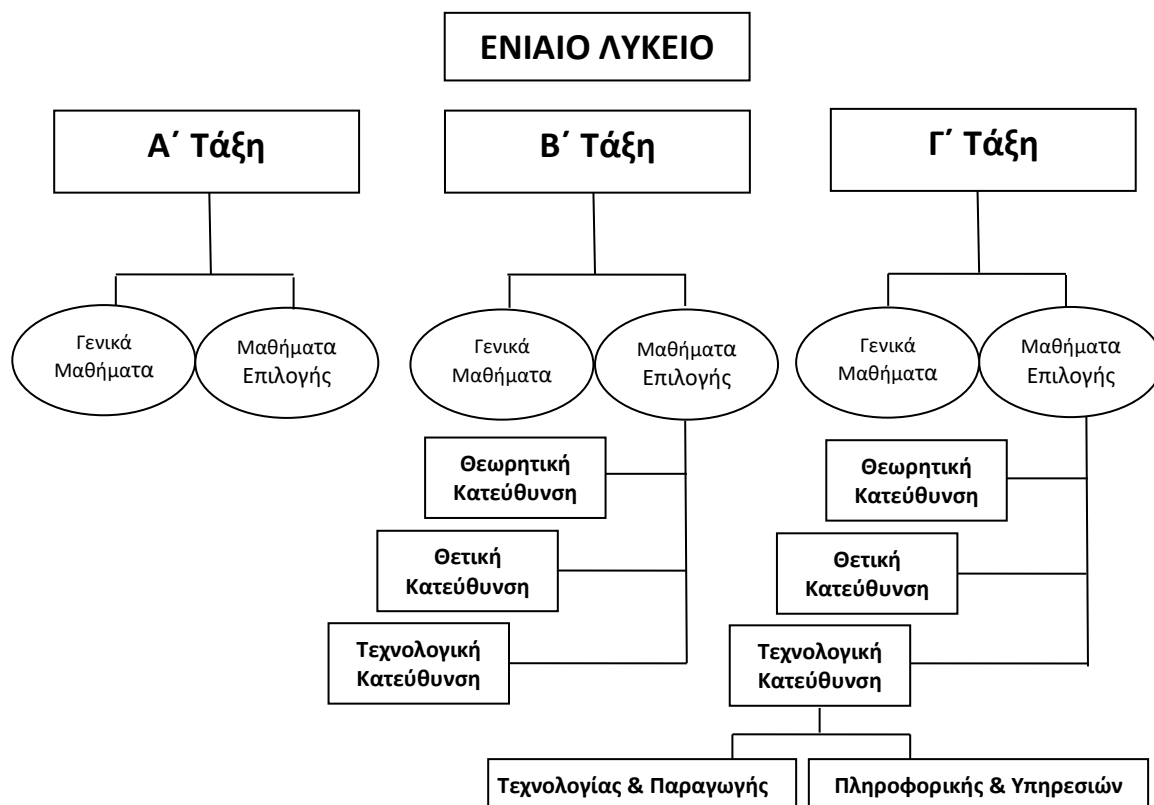 ΕΝΙΑΙΟ ΛΥΚΕΙΟ
Α΄ Τάξη
Β΄ Τάξη
Γ΄ Τάξη
Γενικά
Μαθήματα
Μαθήματα
Επιλογής
Γενικά
Μαθήματα
Μαθήματα
Επιλογής
Γενικά
Μαθήματα
Μαθήματα
Επιλογής
Θεωρητική
Κατεύθυνση
Θετική
Κατεύθυνση
Τεχνολογική
Κατεύθυνση
Θεωρητική
Κατεύθυνση
Θετική
Κατεύθυνση
Τεχνολογική
Κατεύθυνση
Τεχνολογίας & Παραγωγής
Πληροφορικής & Υπηρεσιών